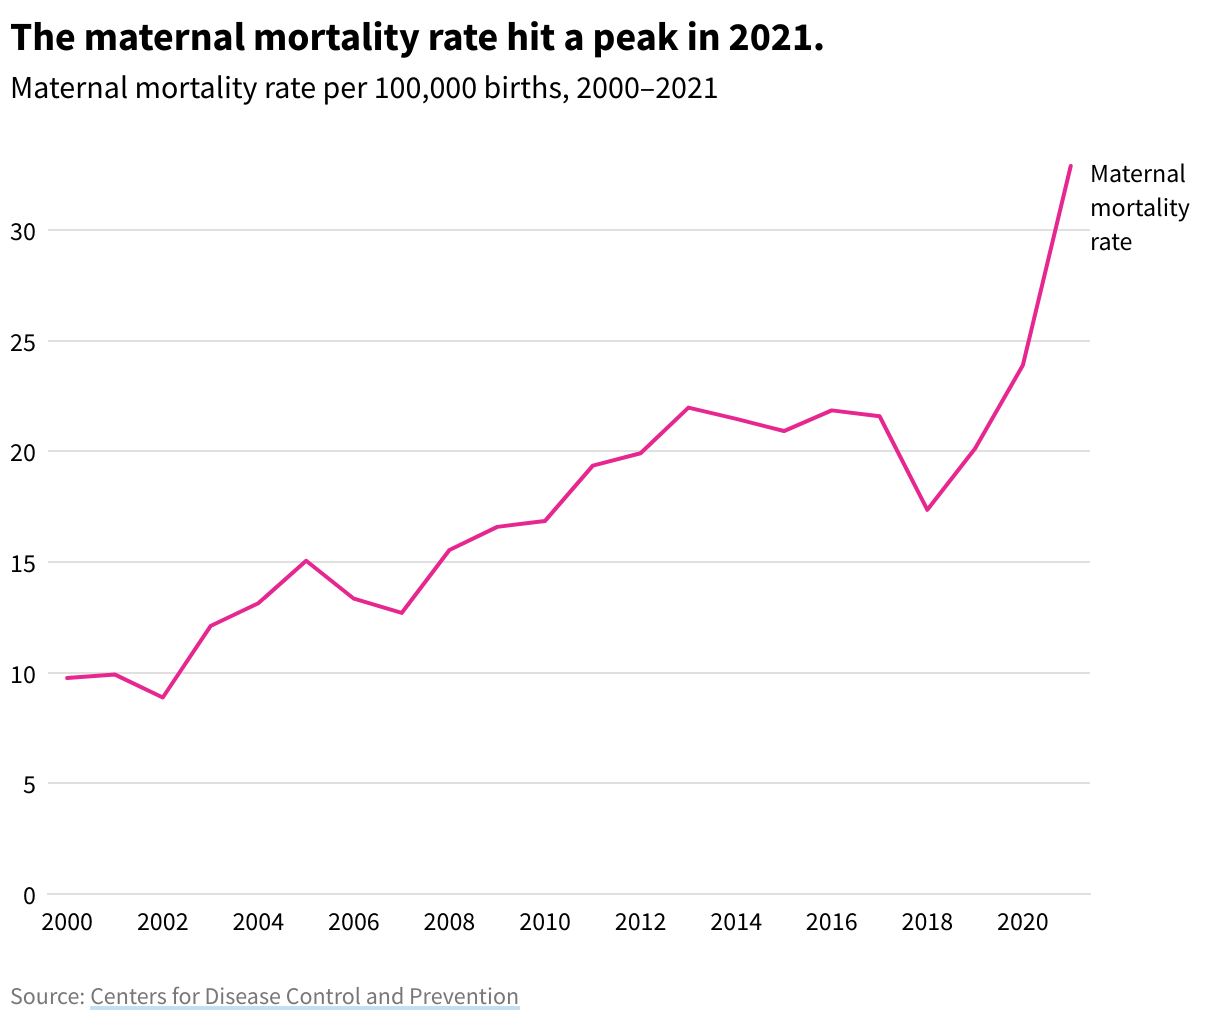 The maternal mortality rate hit a peak in 2021.
Maternal mortality rate per 100,000 births, 2000–2021
Maternal
mortality
rate
30
25
20
15
10
5
0
2000 2002 2004 2006 2008 2010 2012 2014 2016 2018 2020
Source: Centers for Disease Control and Prevention